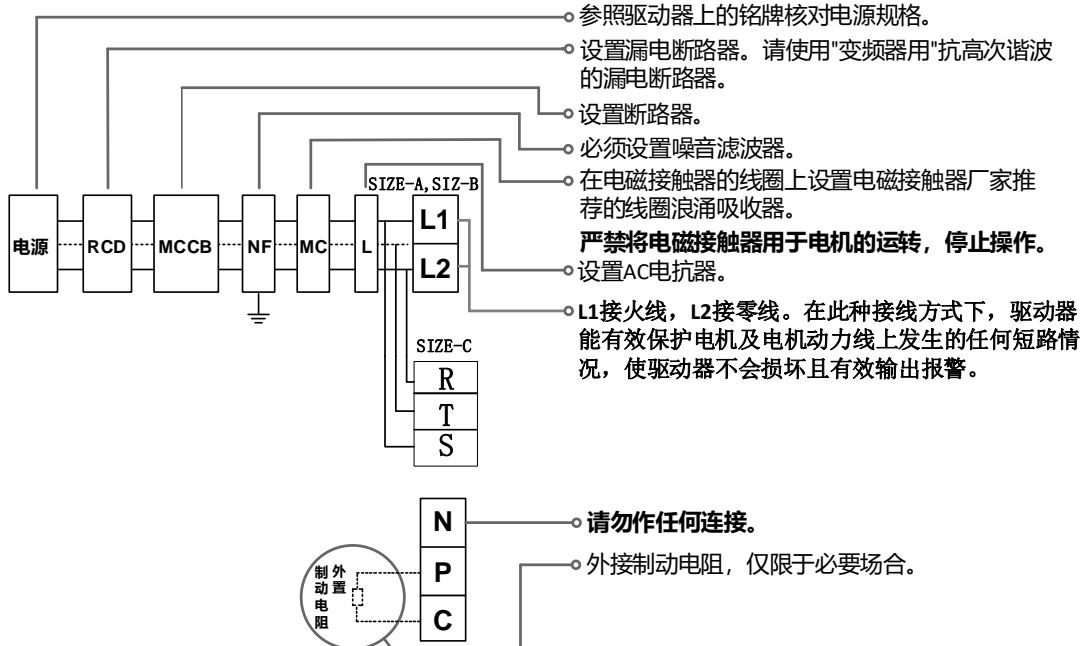 参照驱动器上的铭牌核对电源规格。
设置漏电断路器。请使用"变频器用"抗高次谐波
的漏电断路器。
设置断路器。
必须设置噪音滤波器。
在电磁接触器的线圈上设置电磁接触器厂家推
荐的线圈浪涌吸收器。
严禁将电磁接触器用于电机的运转，停止操作。
设置AC电抗器。
L1接火线，L2接零线。在此种接线方式下，驱动器
能有效保护电机及电机动力线上发生的任何短路情
况，使驱动器不会损坏且有效输出报警。
SIZE-A,SIZ-B
电源
RCD
MCCB
NF
MC
L
L1
L2
SIZE-C
R
T
S
N
P
C
请勿作任何连接。
外接制动电阻，仅限于必要场合。
外置
制动电阻